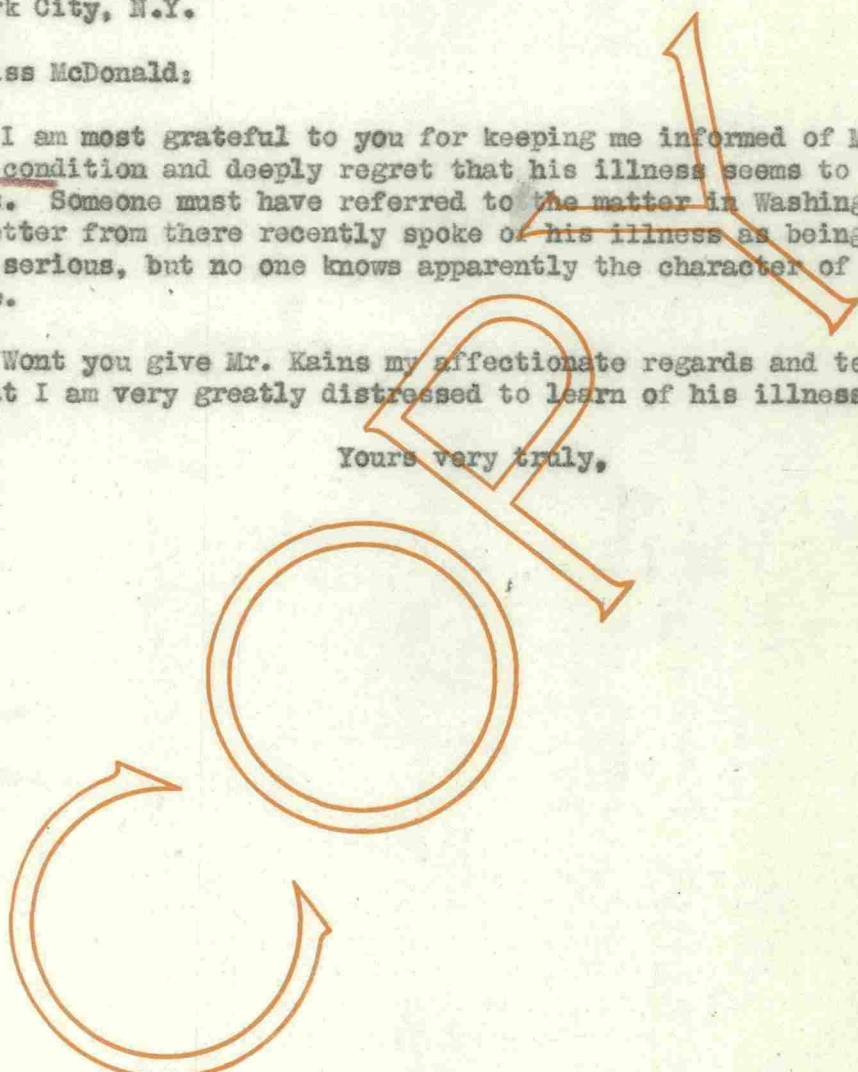 rk City, N.Y.
ss McDonald:
I am most grateful to you for keeping me informed of M
condition and deeply regret that his illness seems to
. Someone must have referred to the matter in Washing
tter from there recently spoke of his illness as being
serious, but no one knows apparently the character of
.
Wont you give Mr. Kains my affectionate regards and te
t I am very greatly distressed to learn of his illness
Yours very truly,
COPY